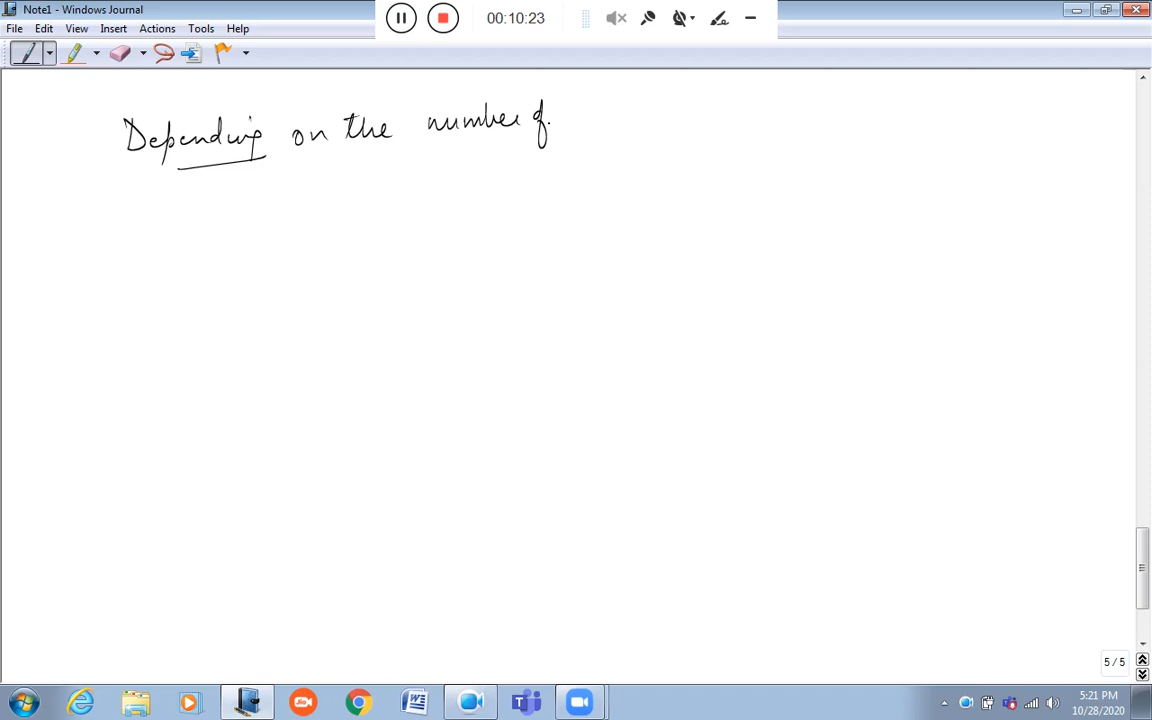 Note1 - Windows Journal
00:10:23
File Edit View Insert Actions Tools Help
Depending on the number of
5 / 5
5:21 PM
10/28/2020